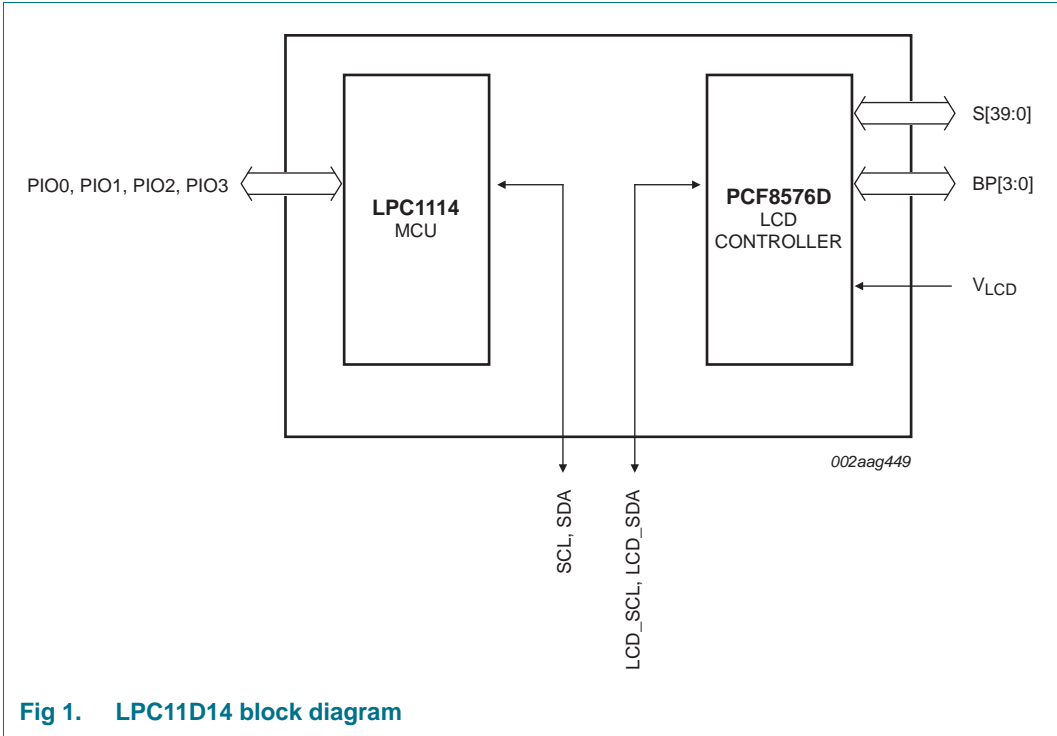 PIO0, PIO1, PIO2, PIO3
LPC1114
MCU
PCF8576D
LCD
CONTROLLER
S[39:0]
BP[3:0]
VLCD
SCL, SDA
LCD_SCL, LCD_SDA
002aag449
Fig 1. LPC11D14 block diagram